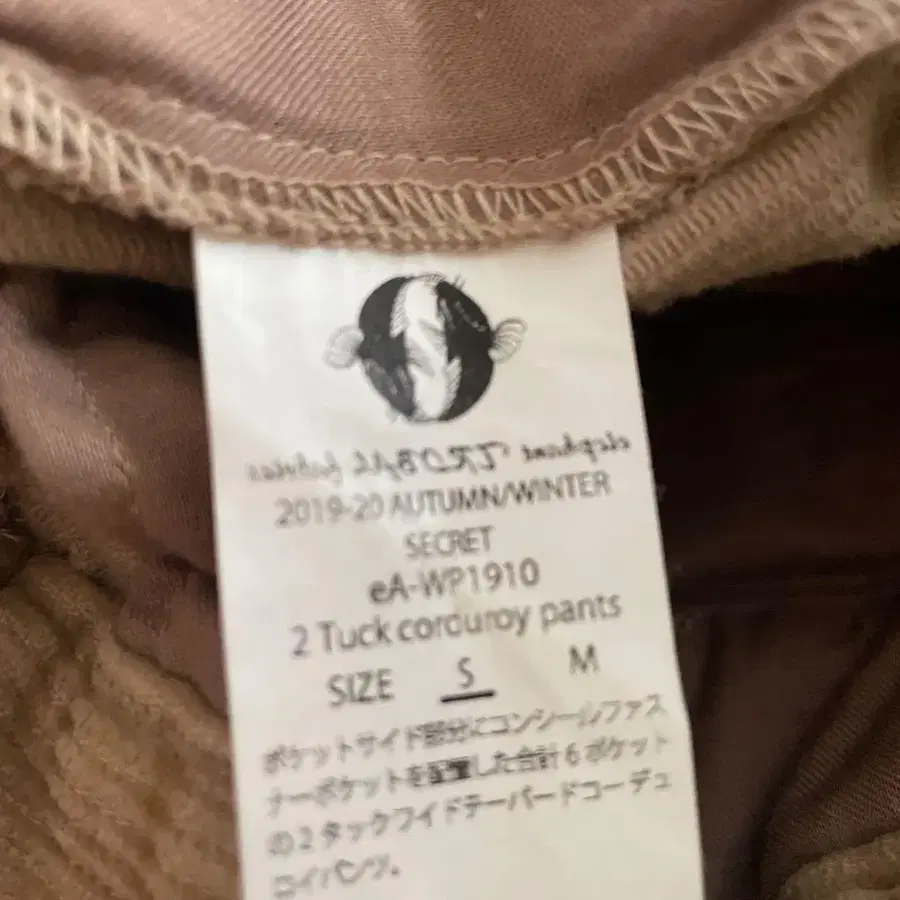 elephant TRIBAL fabrics
2019-20 AUTUMN/WINTER
SECRET
eA-WP1910
2 Tuck corduroy pants
SIZE S M
ポケットサイド部分にコンシールファス
ナーポケットを配置した合計6ポケット
の2タックワイドテーパードコーデュ
ロイパンツ。